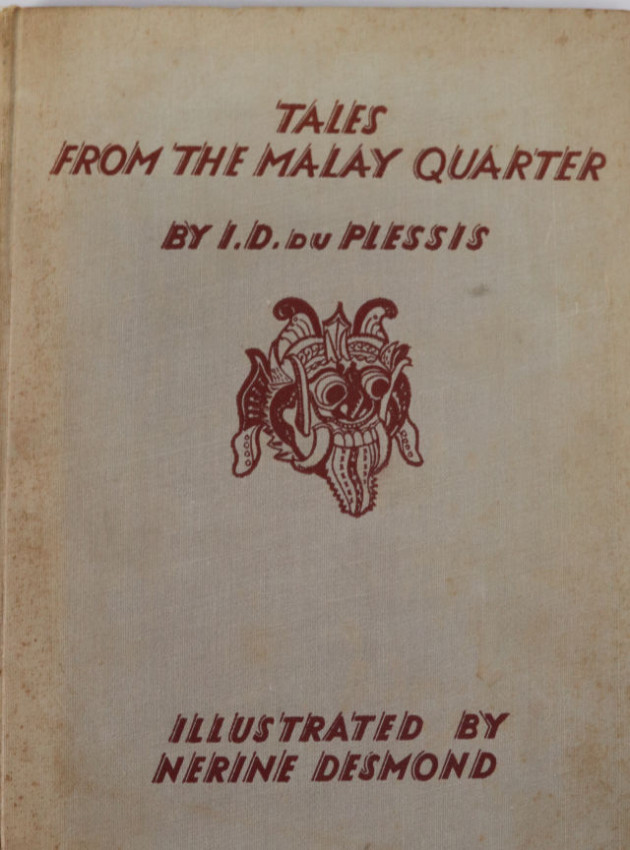 TALES
FROM THE MALAY QUARTER
BY I.D. DU PLESSIS
ILLUSTRATED BY
NERINE DESMOND